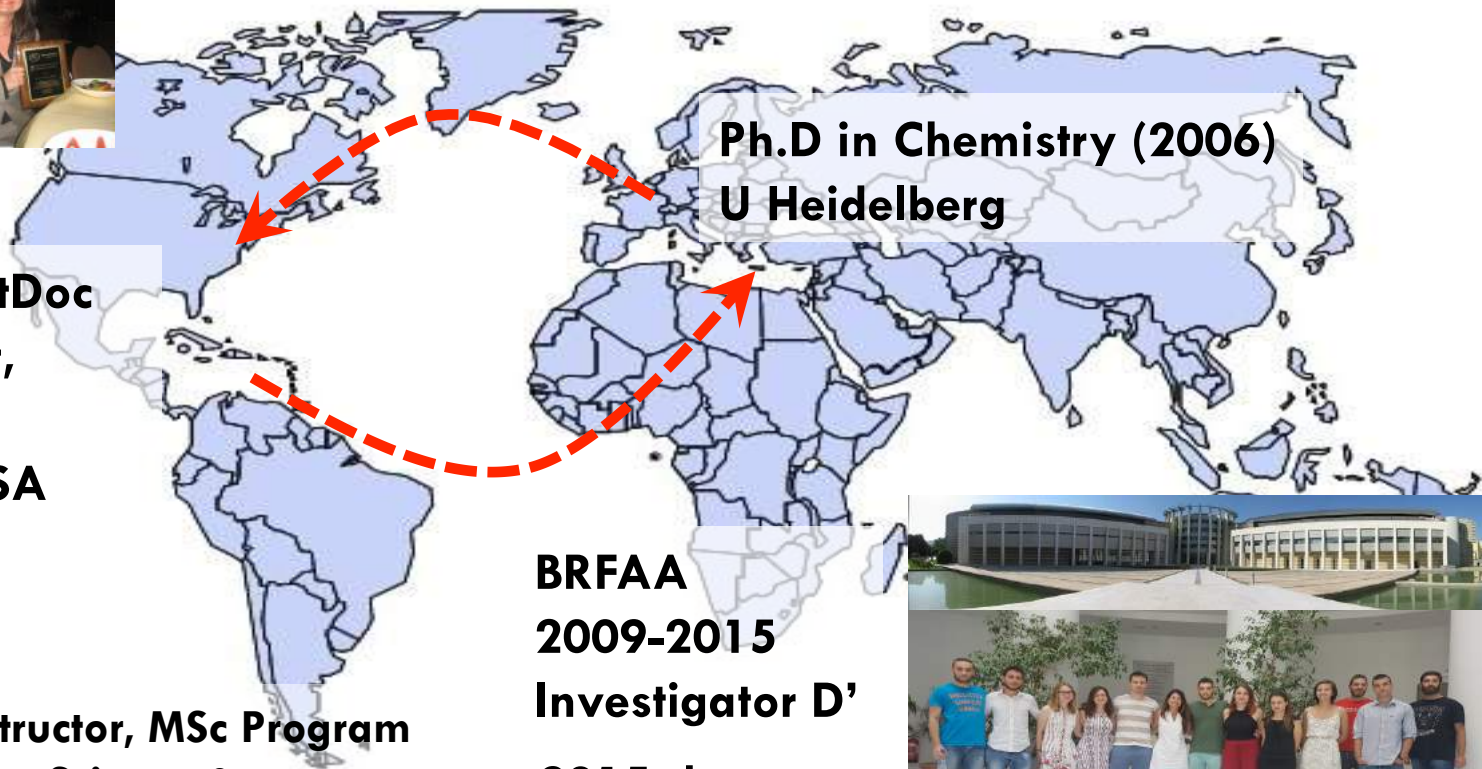 Ph.D in Chemistry (2006)
U Heidelberg
tDoc
SA
BRFAA
2009-2015
Investigator D’
tructor, MSc Program